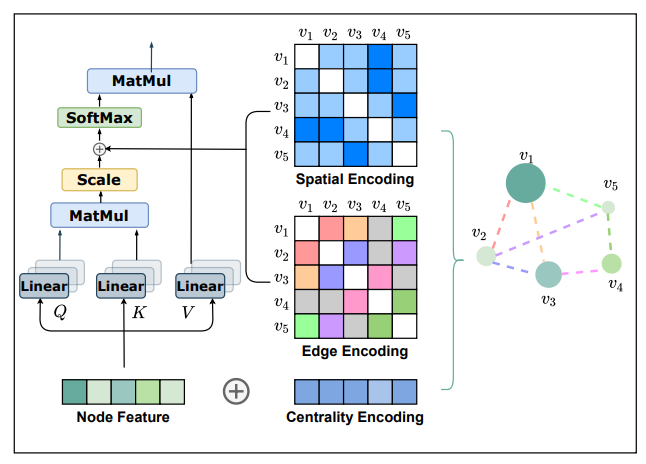 MatMul
SoftMax
+
Scale
MatMul
Linear Linear Linear
Q K V
Node Feature
+
v1 v2 v3 v4 v5
v1
v2
v3
v4
v5
Spatial Encoding
v1 v2 v3 v4 v5
v1
v2
v3
v4
v5
Edge Encoding
Centrality Encoding
v1
v5
v2
v4
v3